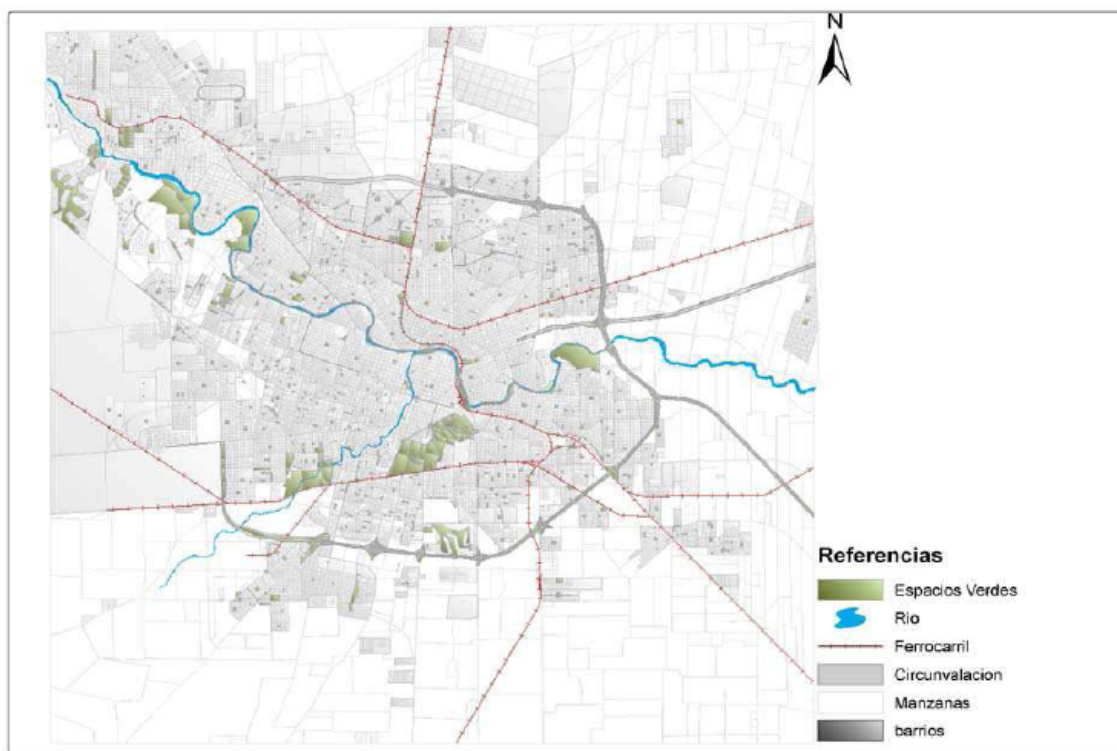 N
Referencias
Espacios Verdes
Rio
Ferrocarril
Circunvalacion
Manzanas
barrios